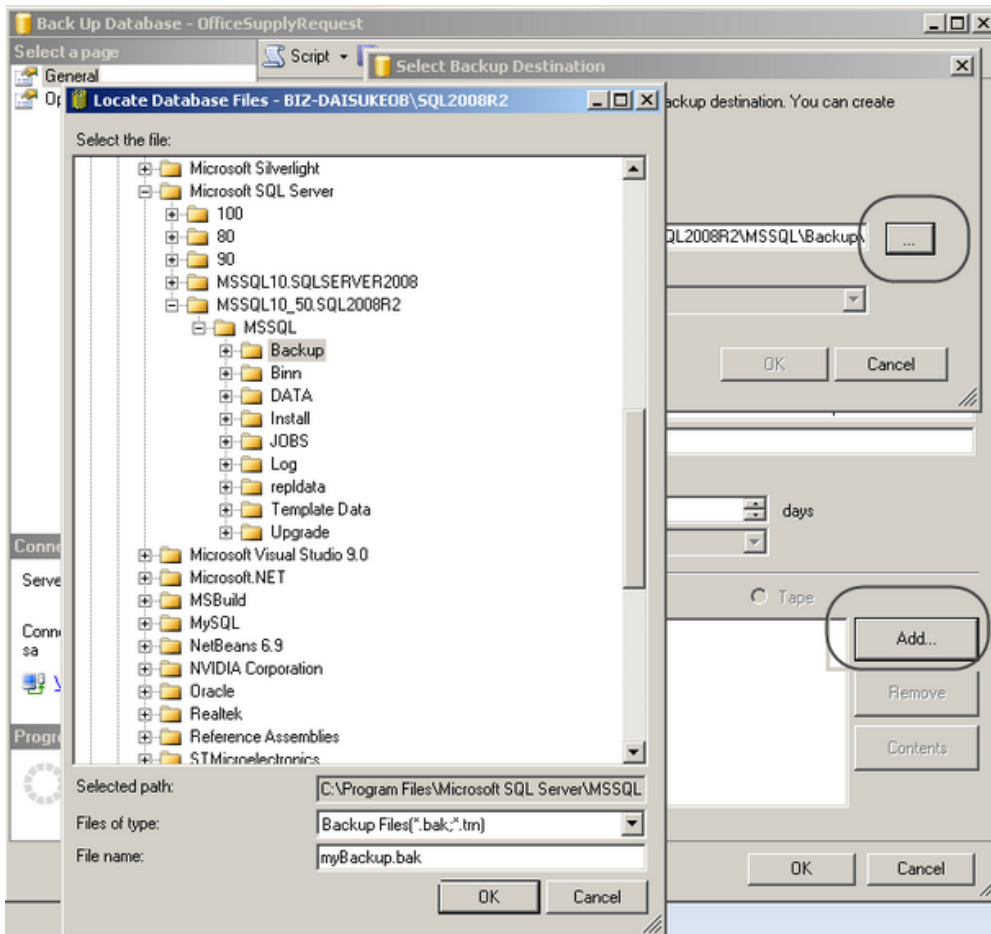 Back Up Database - OfficeSupplyRequest
Select a page
Script
General
Select Backup Destination
Locate Database Files - BIZ-DAISUKEOB\SQL2008R2
backup destination. You can create
Select the file:
Microsoft Silverlight
Microsoft SQL Server
100
80
90
MSSQL10.SQLSERVER2008
MSSQL10_50.SQL2008R2
MSSQL
Backup
Binn
DATA
Install
JOBS
Log
repldata
Template Data
Upgrade
Microsoft Visual Studio 9.0
Microsoft.NET
MSBuild
MySQL
NetBeans 6.9
NVIDIA Corporation
Oracle
Realtek
Reference Assemblies
STMicroelectronics
QL2008R2\MSSQL\Backup\
...
OK
Cancel
days
Tape
Add...
Remove
Contents
Conne
Serve
Conn
sa
Progre
Selected path:
C:\Program Files\Microsoft SQL Server\MSSQL
Files of type:
Backup Files(*.bak;*.trn)
File name:
myBackup.bak
OK
Cancel
OK
Cancel